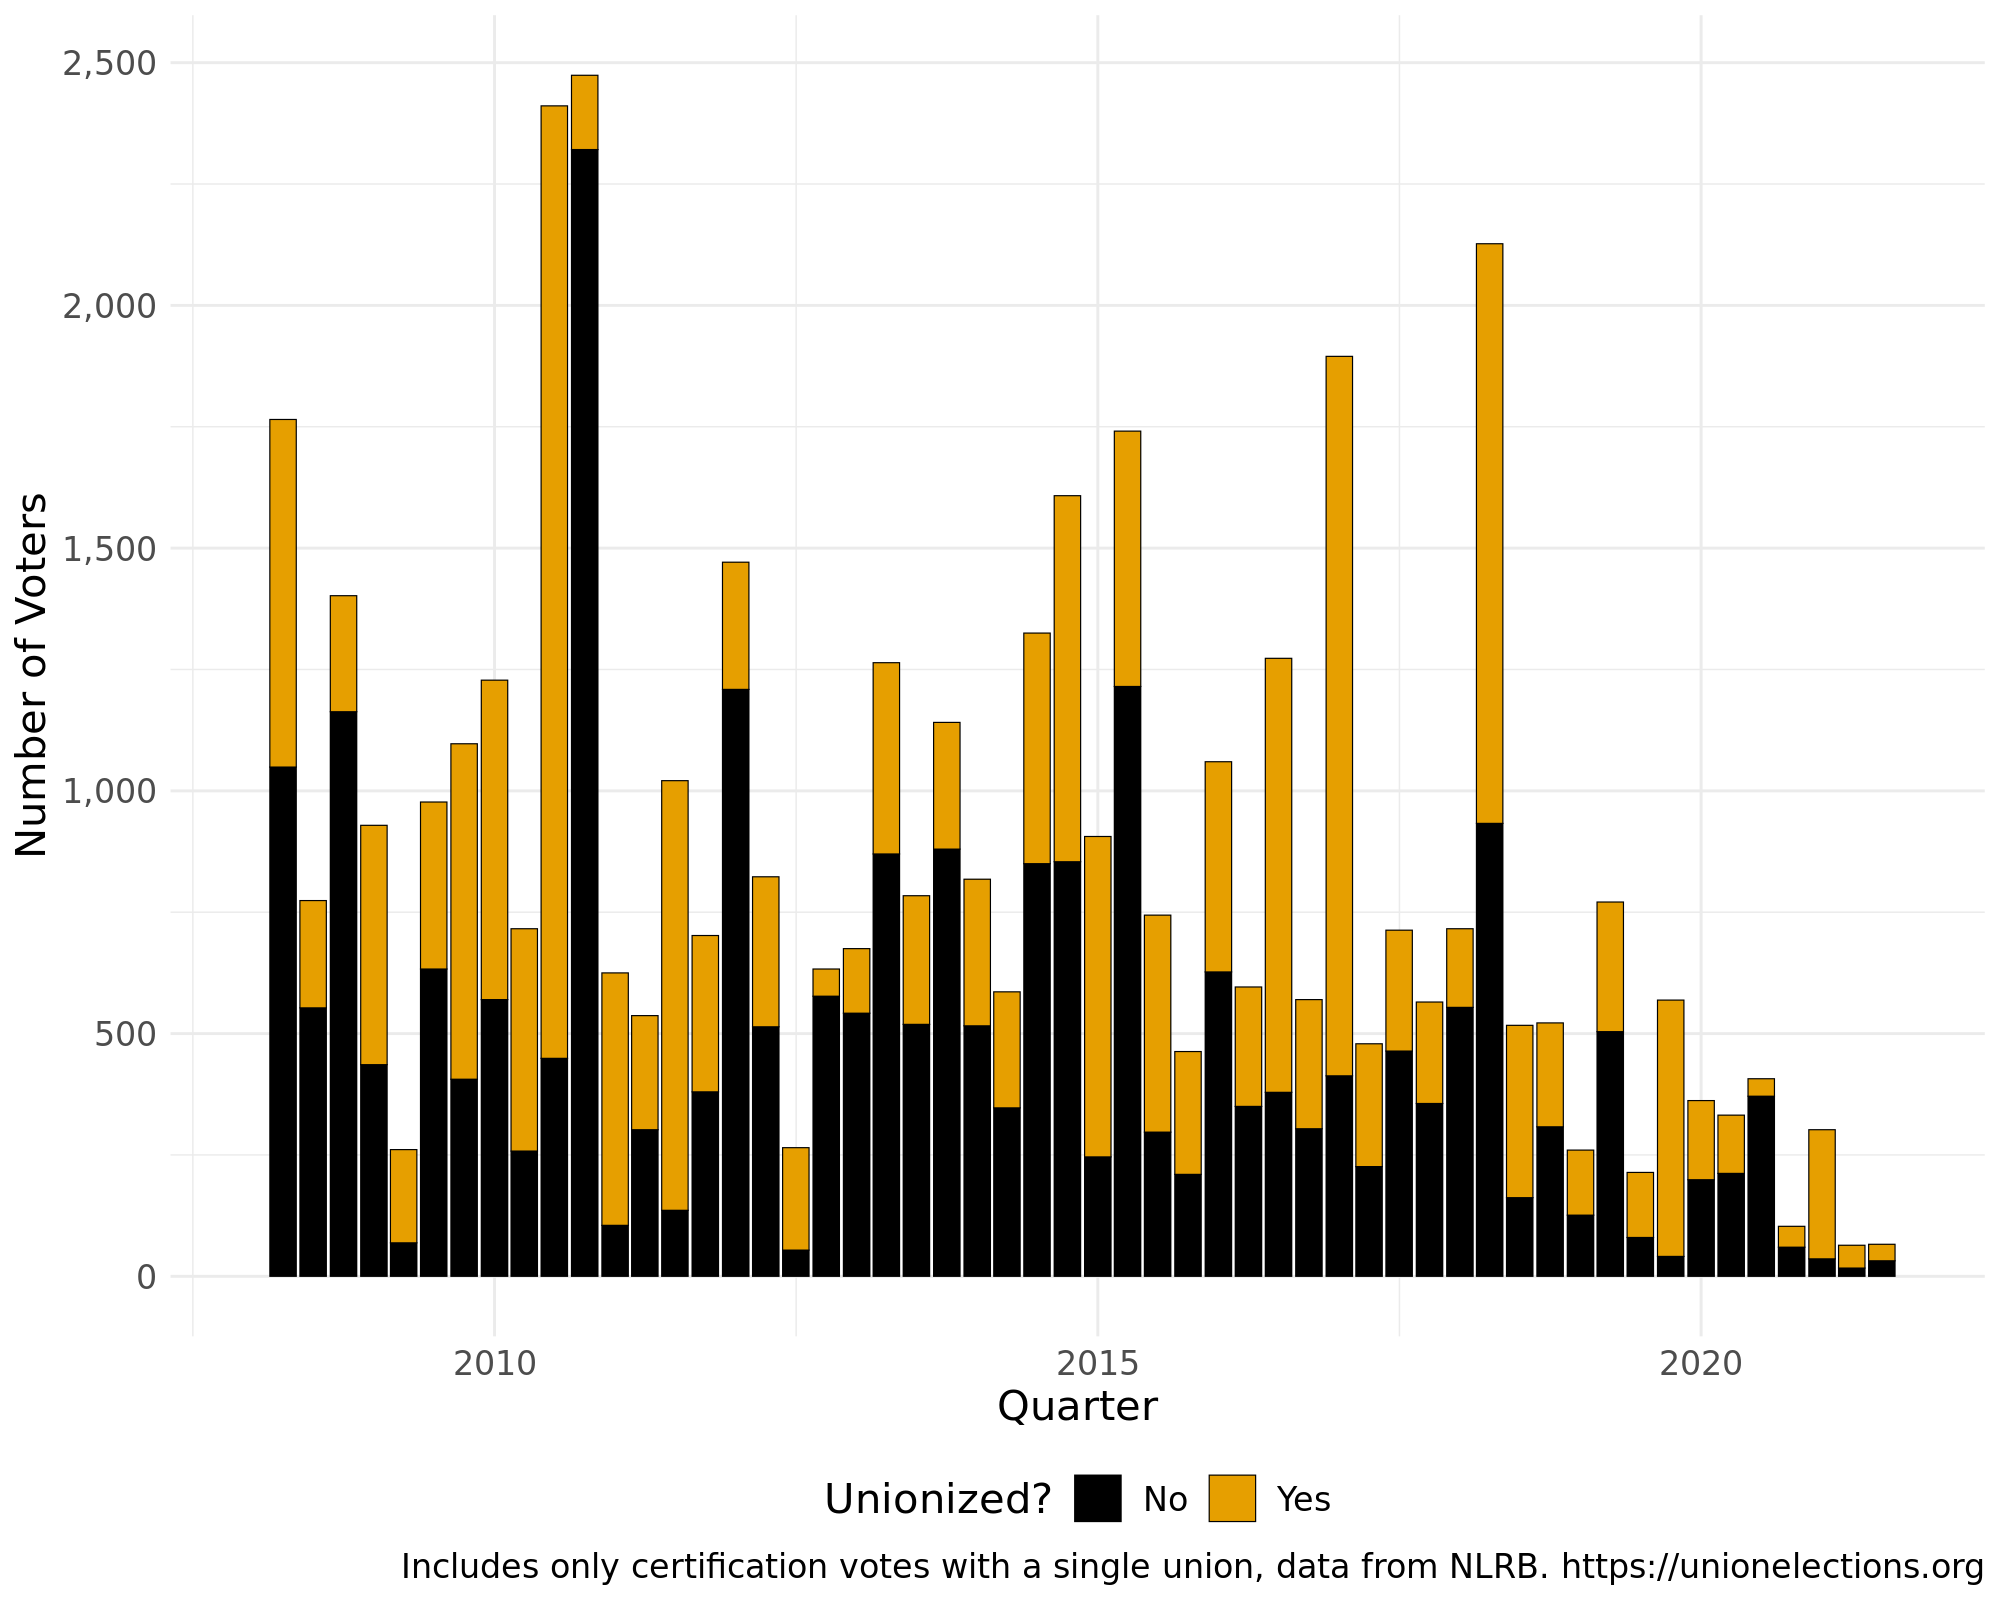 2,500
2,000
1,500
1,000
500
0
Number of Voters
2010 2015 2020
Quarter
Unionized? No Yes
Includes only certification votes with a single union, data from NLRB. https://unionelections.org